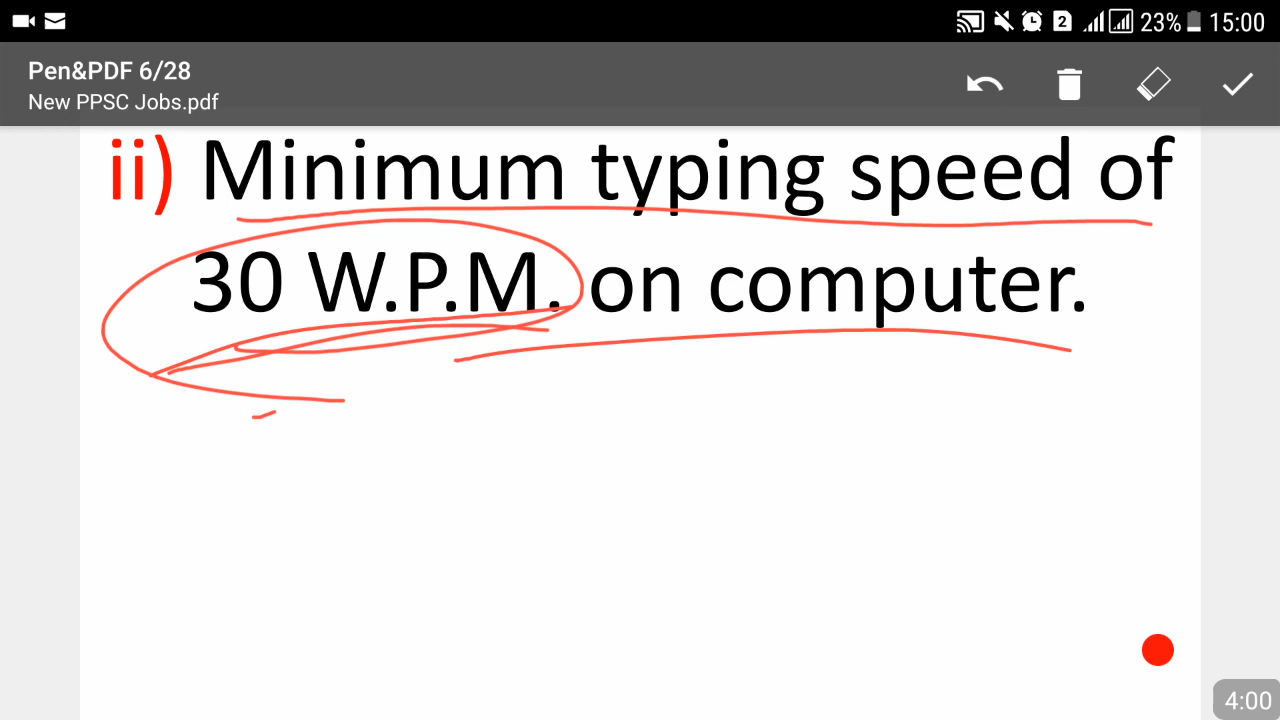 2 23% 15:00
Pen&PDF 6/28
New PPSC Jobs.pdf
ii) Minimum typing speed of
30 W.P.M. on computer.
4:00